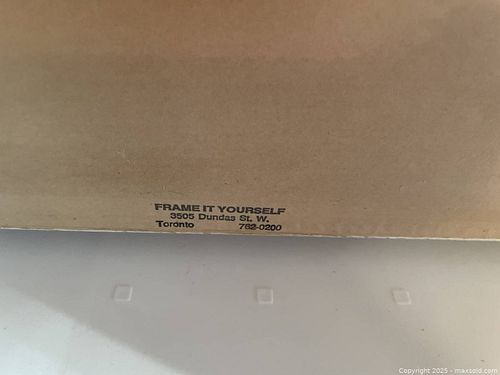 FRAME IT YOURSELF
3505 Dundas St. W.
Toronto 762-0200
Copyright 2025 - maxsold.com